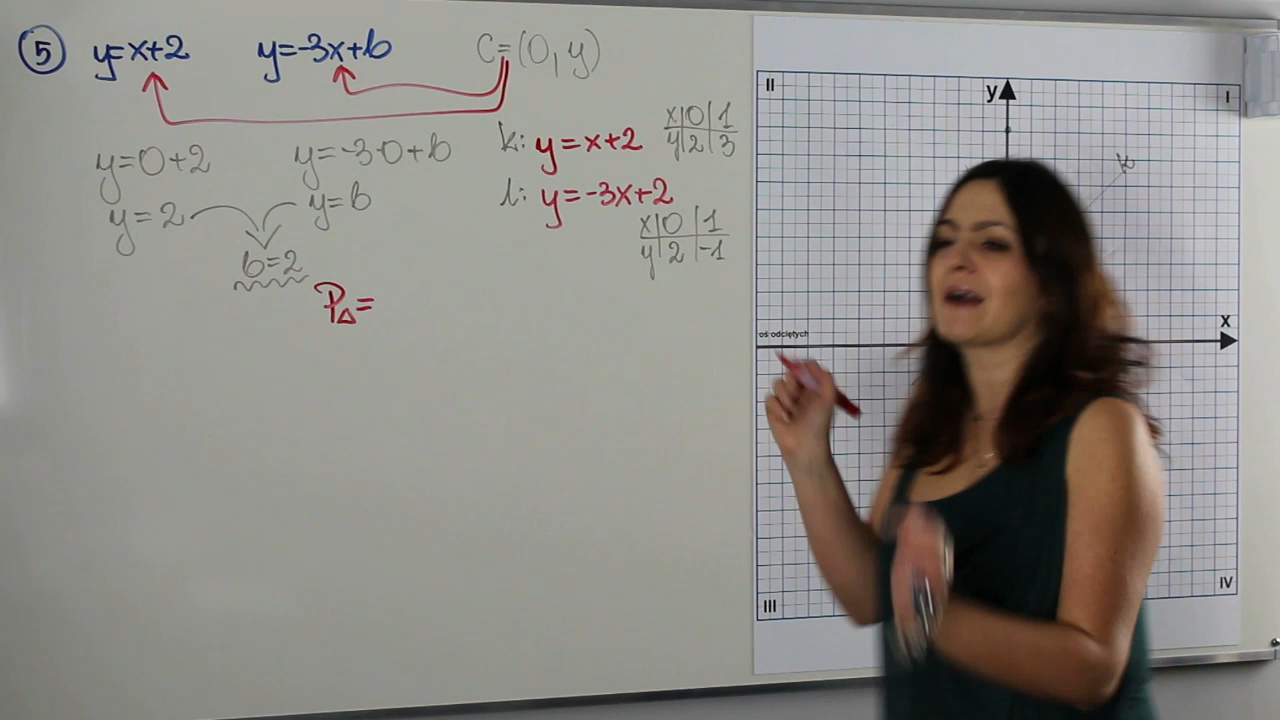 5 y=x+2 y=-3x+b C=(0,y)
y=0+2 y=-3·0+b
y=2 y=b
b=2
P△=
k: y=x+2
x|0|1
y|2|3
l: y=-3x+2
x|0|1
y|2|-1
II y I
k
x
oś odciętych
III IV